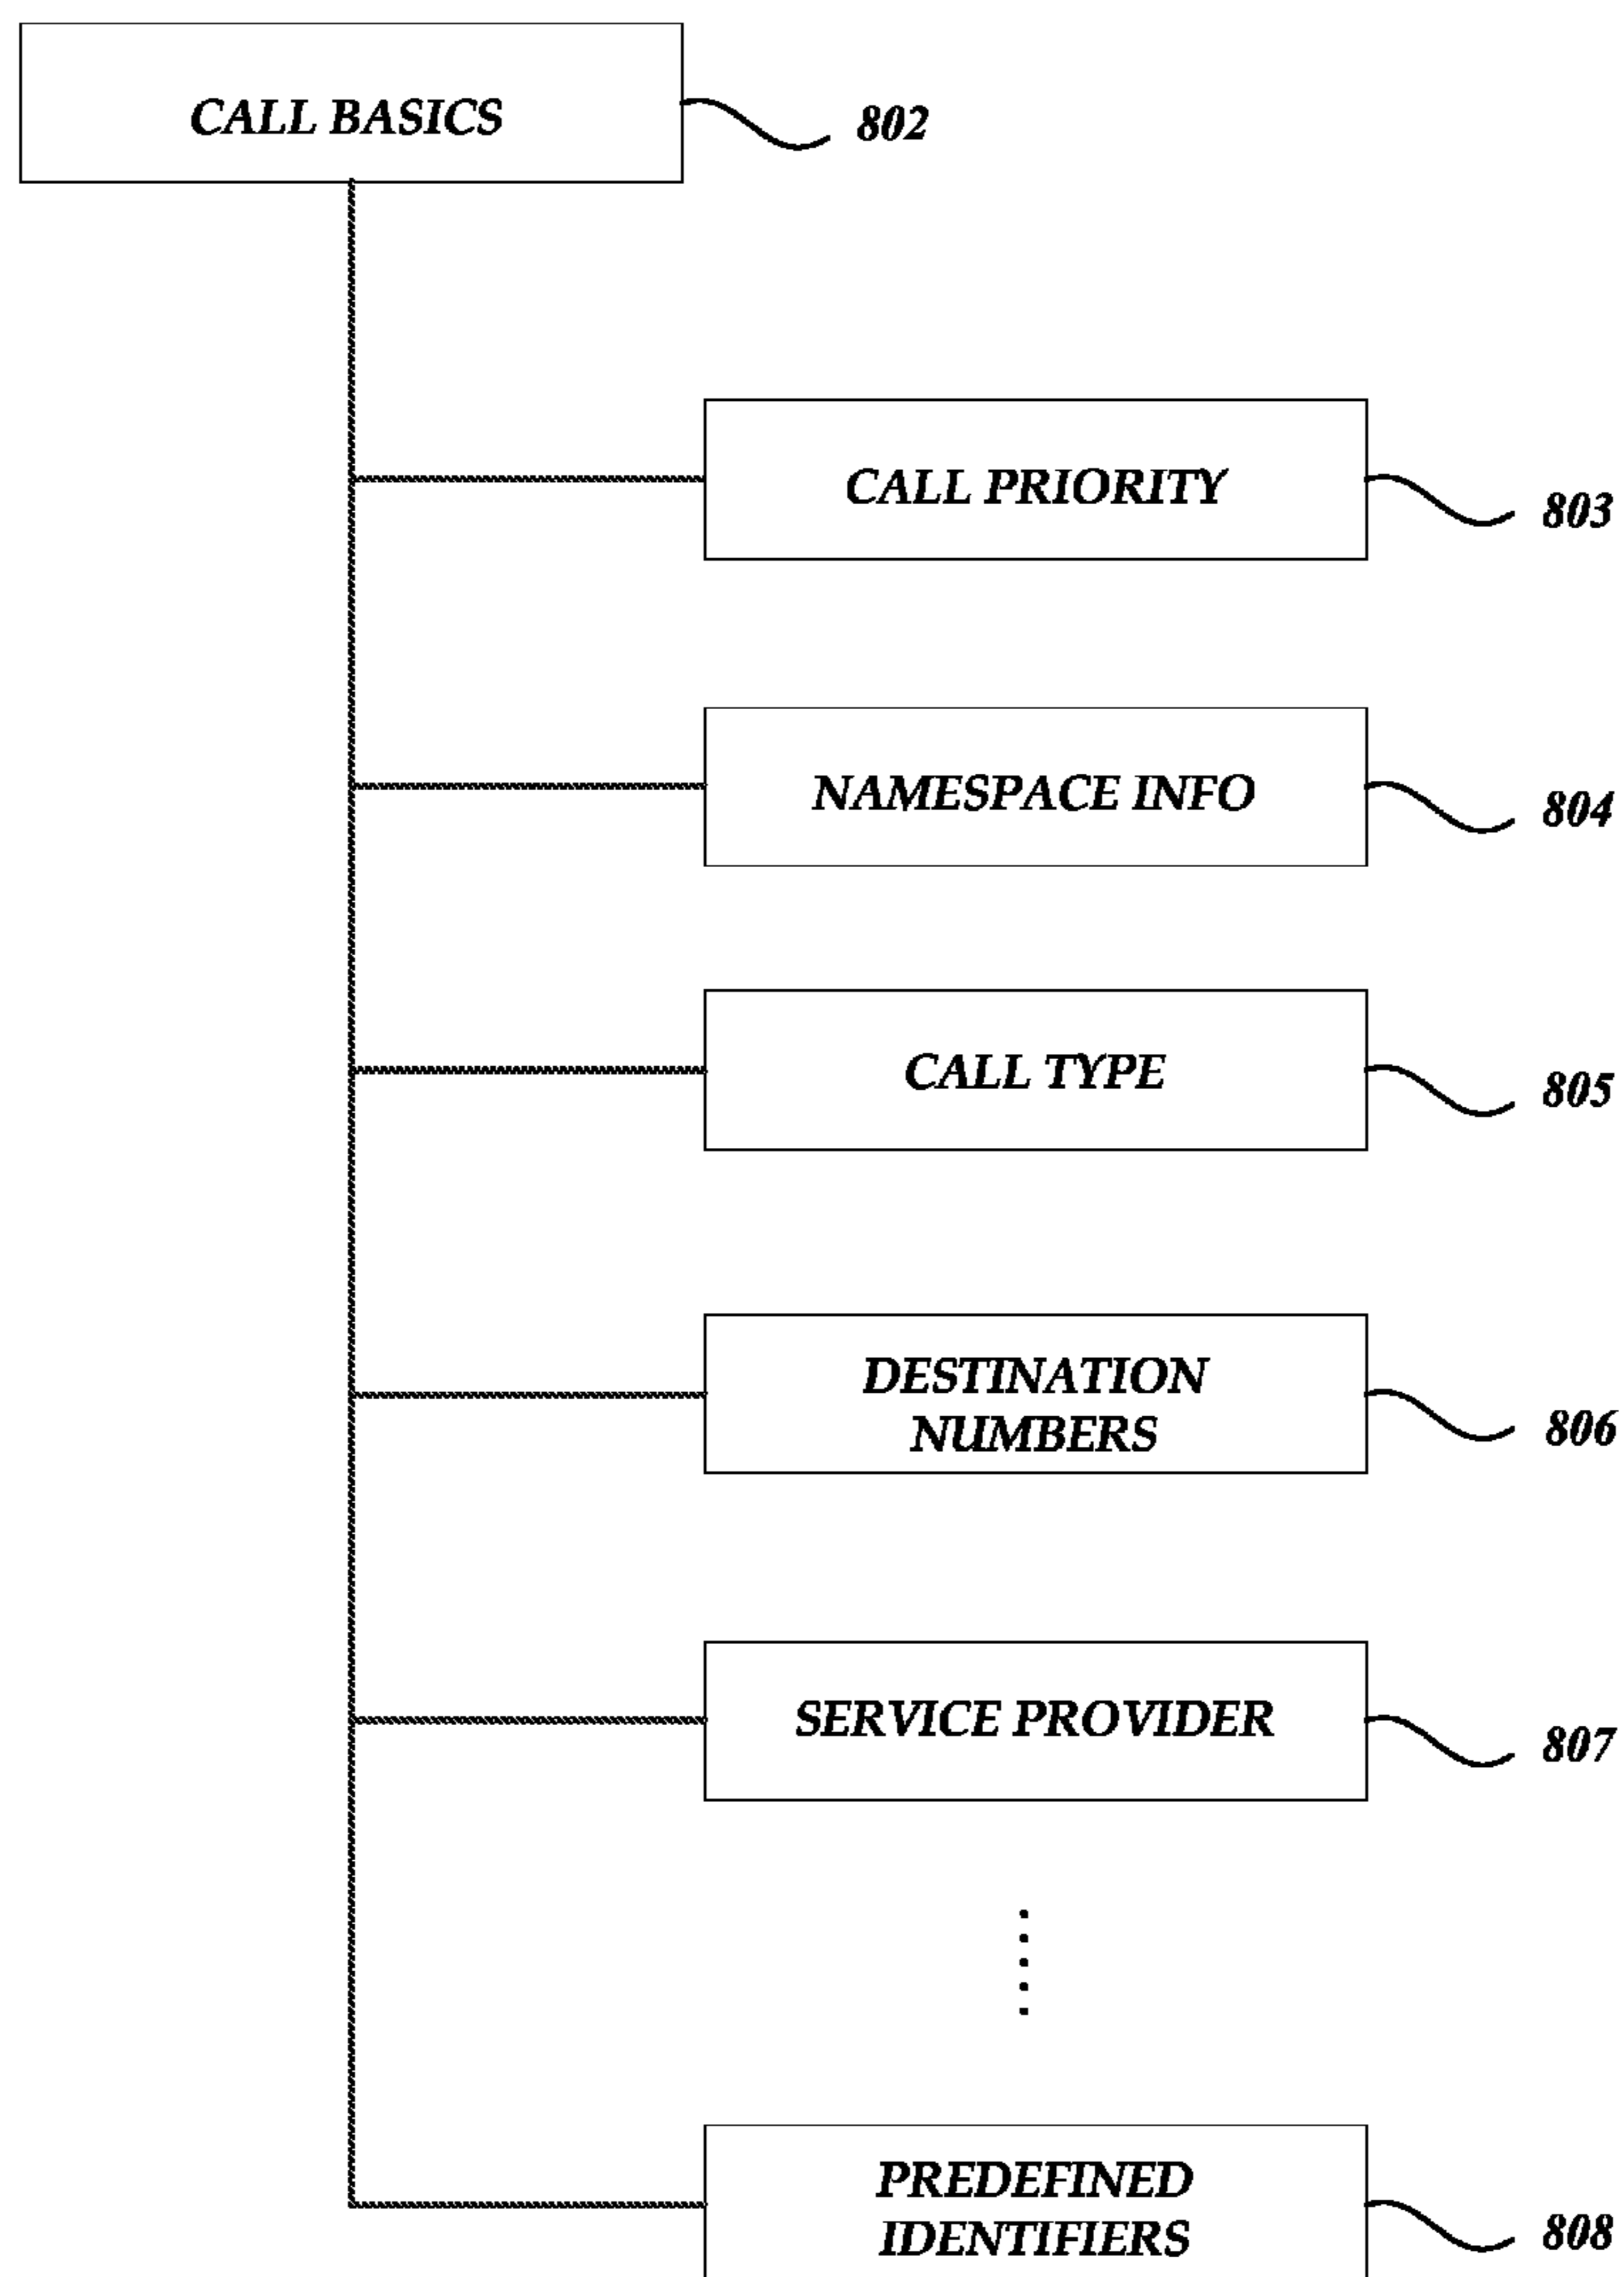 CALL BASICS
802
CALL PRIORITY
803
NAMESPACE INFO
804
CALL TYPE
805
DESTINATION
NUMBERS
806
SERVICE PROVIDER
807
PREDEFINED
IDENTIFIERS
808